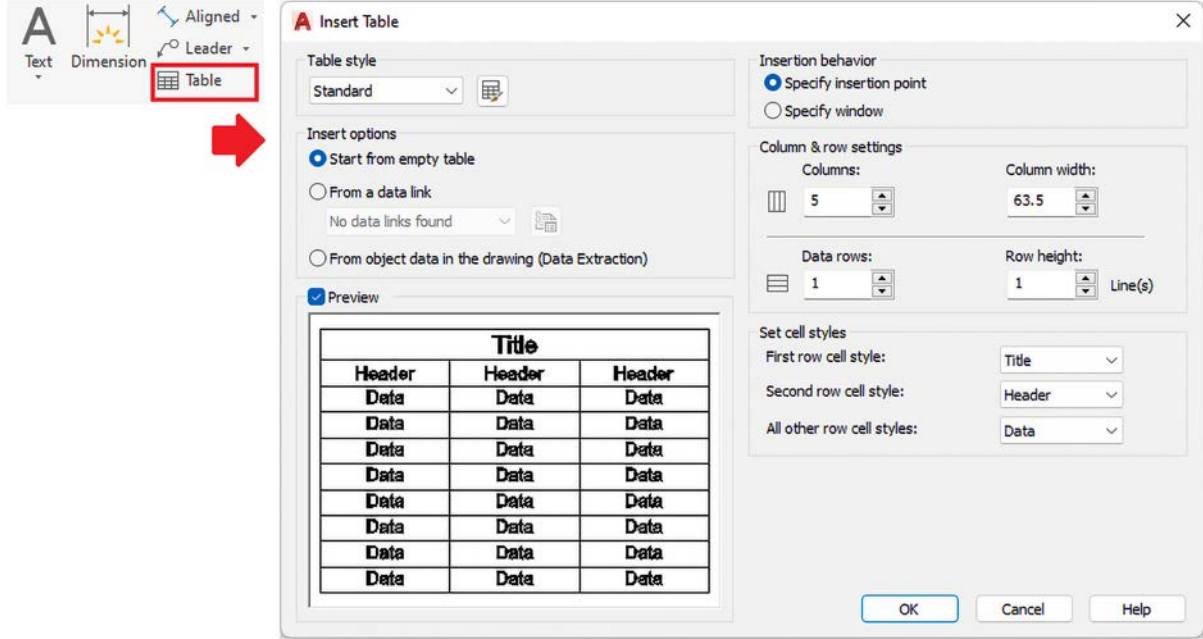 A
Text
Dimension
Aligned
Leader
Table
A Insert Table
Table style
Standard
Insert options
Start from empty table
From a data link
No data links found
From object data in the drawing (Data Extraction)
Preview
Title
Header Header Header
Data Data Data
Data Data Data
Data Data Data
Data Data Data
Data Data Data
Data Data Data
Data Data Data
Data Data Data
Insertion behavior
Specify insertion point
Specify window
Column & row settings
Columns: Column width:
5 63.5
Data rows: Row height:
1 1 Line(s)
Set cell styles
First row cell style: Title
Second row cell style: Header
All other row cell styles: Data
OK Cancel Help